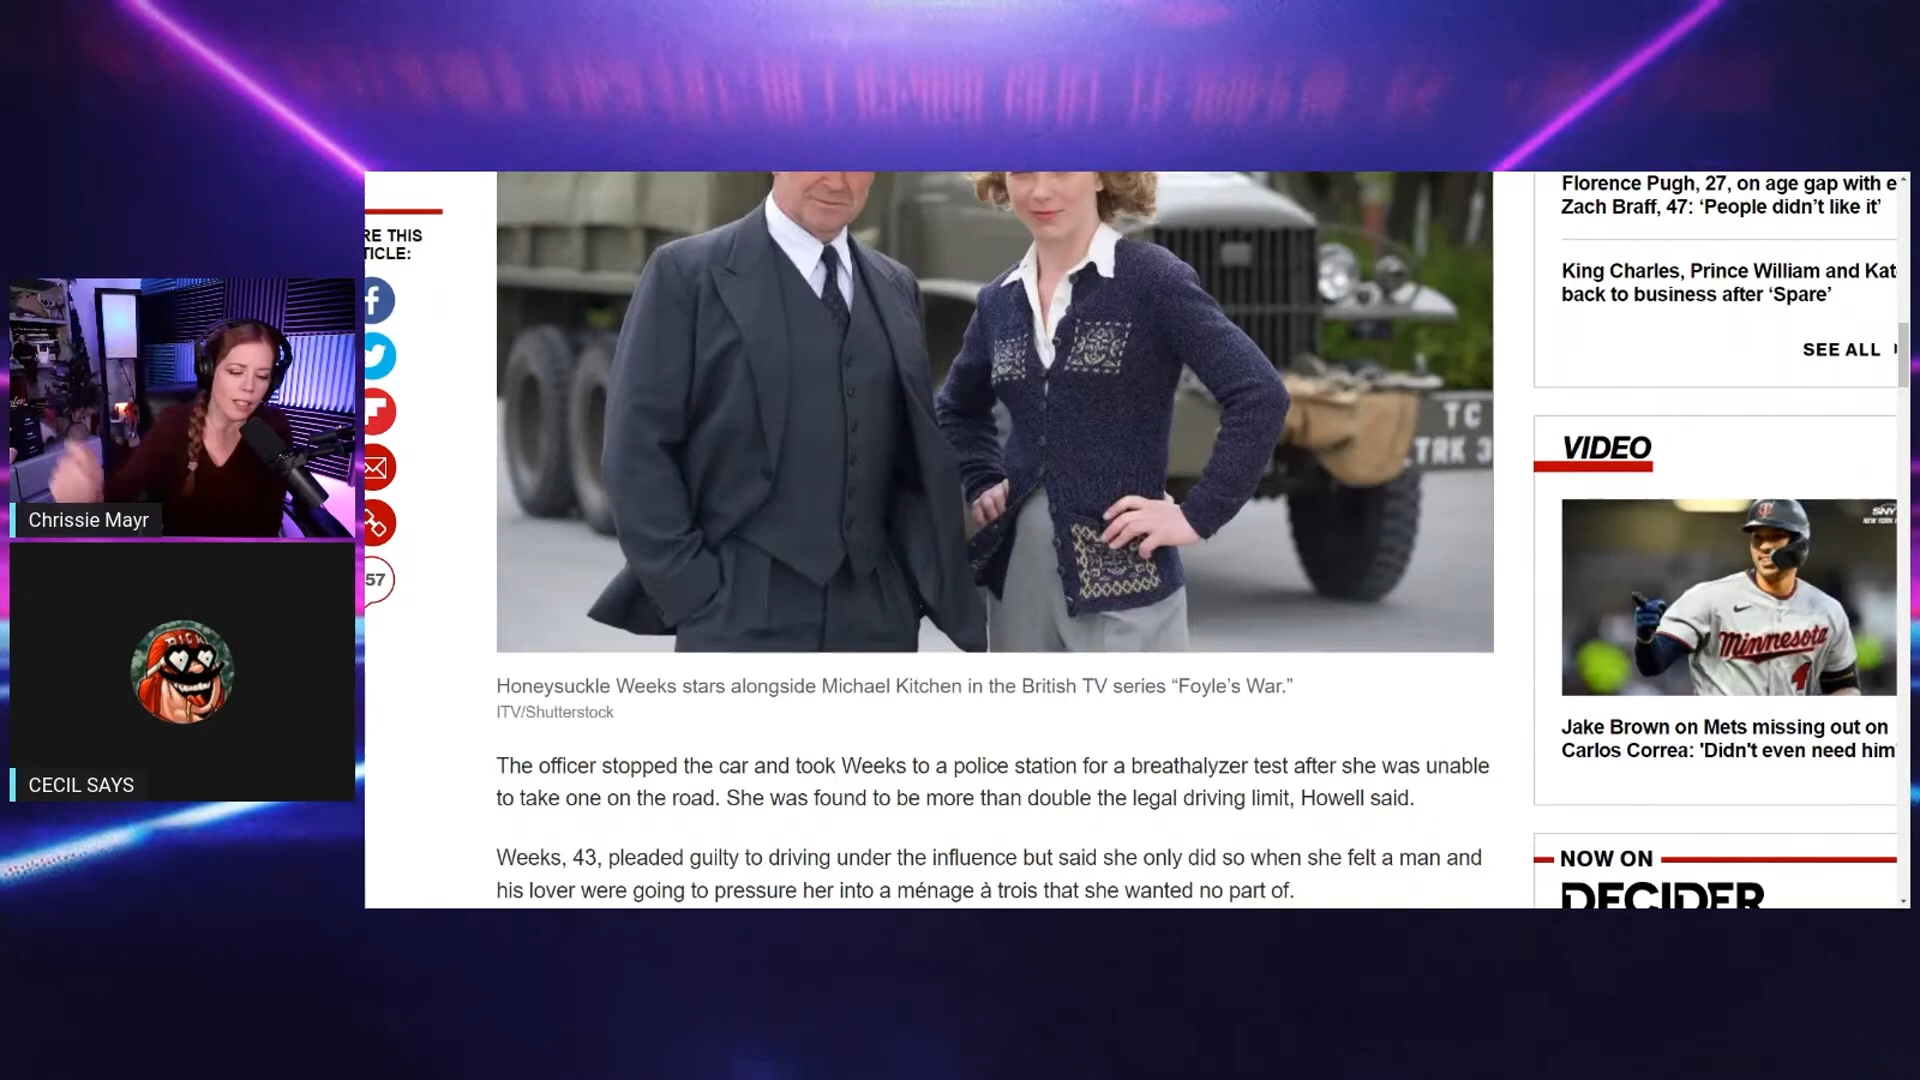 RE THIS
TICLE:
57
TC
TRK 3
Honeysuckle Weeks stars alongside Michael Kitchen in the British TV series “Foyle’s War.”
ITV/Shutterstock
The officer stopped the car and took Weeks to a police station for a breathalyzer test after she was unable
to take one on the road. She was found to be more than double the legal driving limit, Howell said.
Weeks, 43, pleaded guilty to driving under the influence but said she only did so when she felt a man and
his lover were going to pressure her into a ménage à trois that she wanted no part of.
Florence Pugh, 27, on age gap with e
Zach Braff, 47: ‘People didn’t like it’
King Charles, Prince William and Kat
back to business after ‘Spare’
SEE ALL
VIDEO
SNY
Minnesota
4
Jake Brown on Mets missing out on
Carlos Correa: 'Didn't even need him'
NOW ON
DECIDER
Chrissie Mayr
DICK
CECIL SAYS